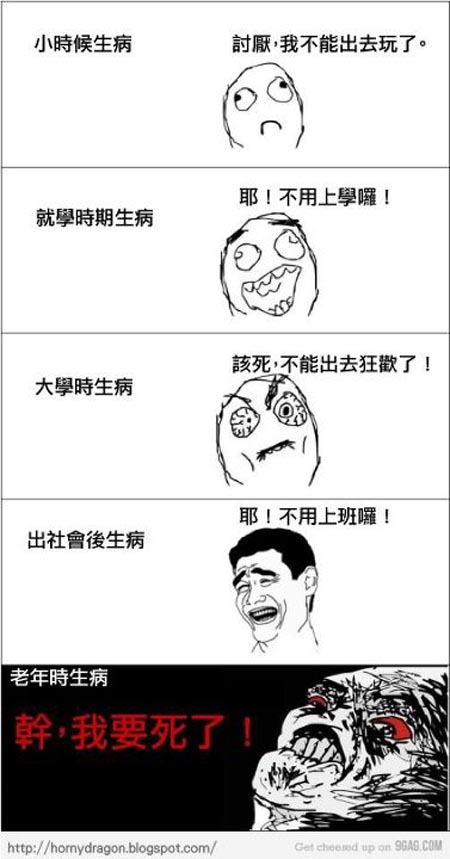 小時候生病
討厭,我不能出去玩了。
就學時期生病
耶！不用上學囉！
大學時生病
該死,不能出去狂歡了！
出社會後生病
耶！不用上班囉！
老年時生病
幹,我要死了！
http://hornydragon.blogspot.com/
Get cheered up on 9GAG.COM